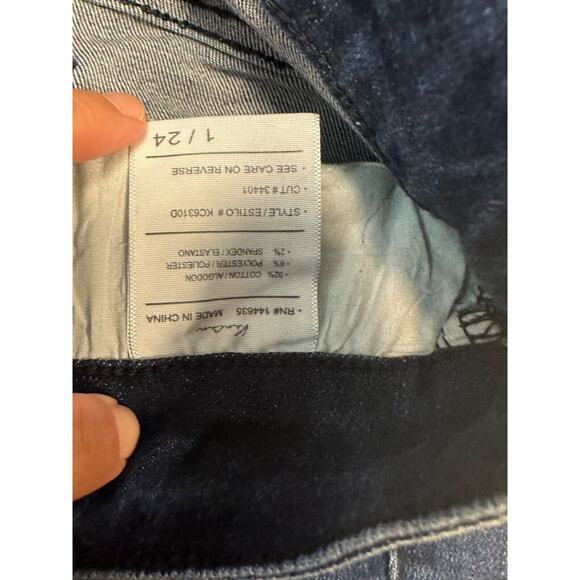 Kancan
• RN# 144635 MADE IN CHINA
• 92% COTTON / ALGODON
• 6% POLYESTER / POLIESTER
• 2% SPANDEX / ELASTANO
• STYLE / ESTILO # KC6310D
• CUT # 34401
• SEE CARE ON REVERSE
1 / 24